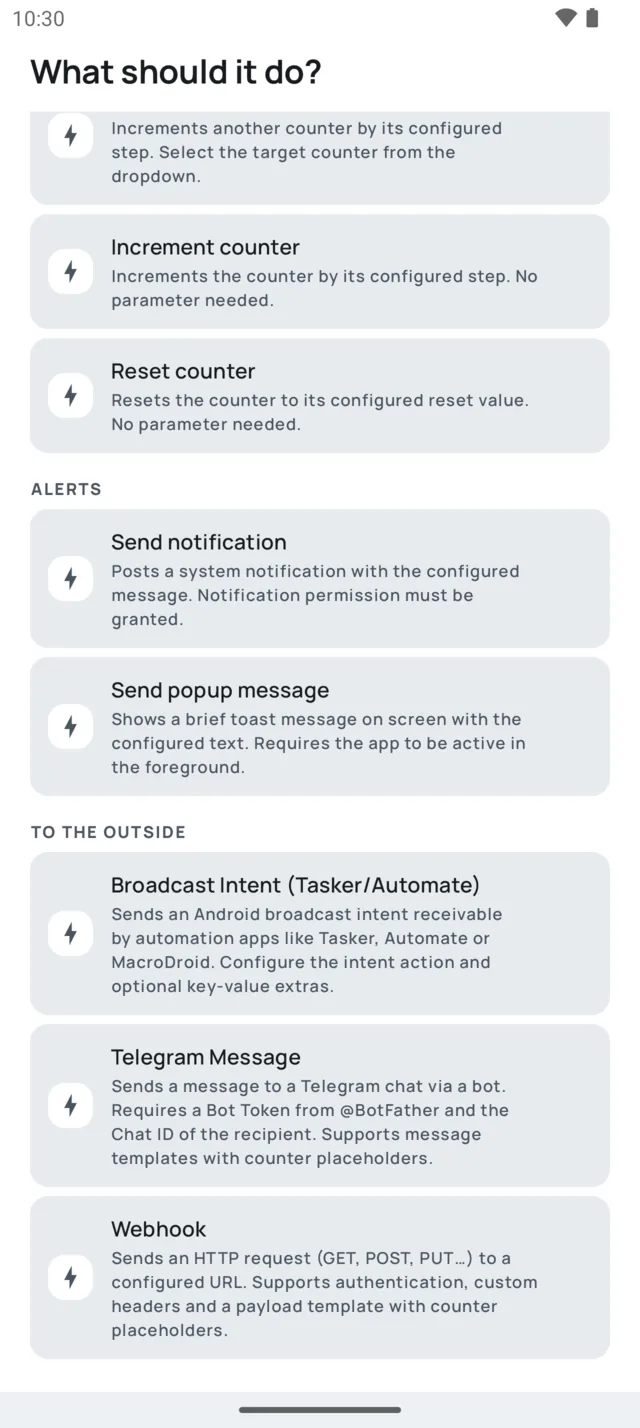 10:30
What should it do?
Increments another counter by its configured
step. Select the target counter from the
dropdown.
Increment counter
Increments the counter by its configured step. No
parameter needed.
Reset counter
Resets the counter to its configured reset value.
No parameter needed.
ALERTS
Send notification
Posts a system notification with the configured
message. Notification permission must be
granted.
Send popup message
Shows a brief toast message on screen with the
configured text. Requires the app to be active in
the foreground.
TO THE OUTSIDE
Broadcast Intent (Tasker/Automate)
Sends an Android broadcast intent receivable
by automation apps like Tasker, Automate or
MacroDroid. Configure the intent action and
optional key-value extras.
Telegram Message
Sends a message to a Telegram chat via a bot.
Requires a Bot Token from @BotFather and the
Chat ID of the recipient. Supports message
templates with counter placeholders.
Webhook
Sends an HTTP request (GET, POST, PUT…) to a
configured URL. Supports authentication, custom
headers and a payload template with counter
placeholders.